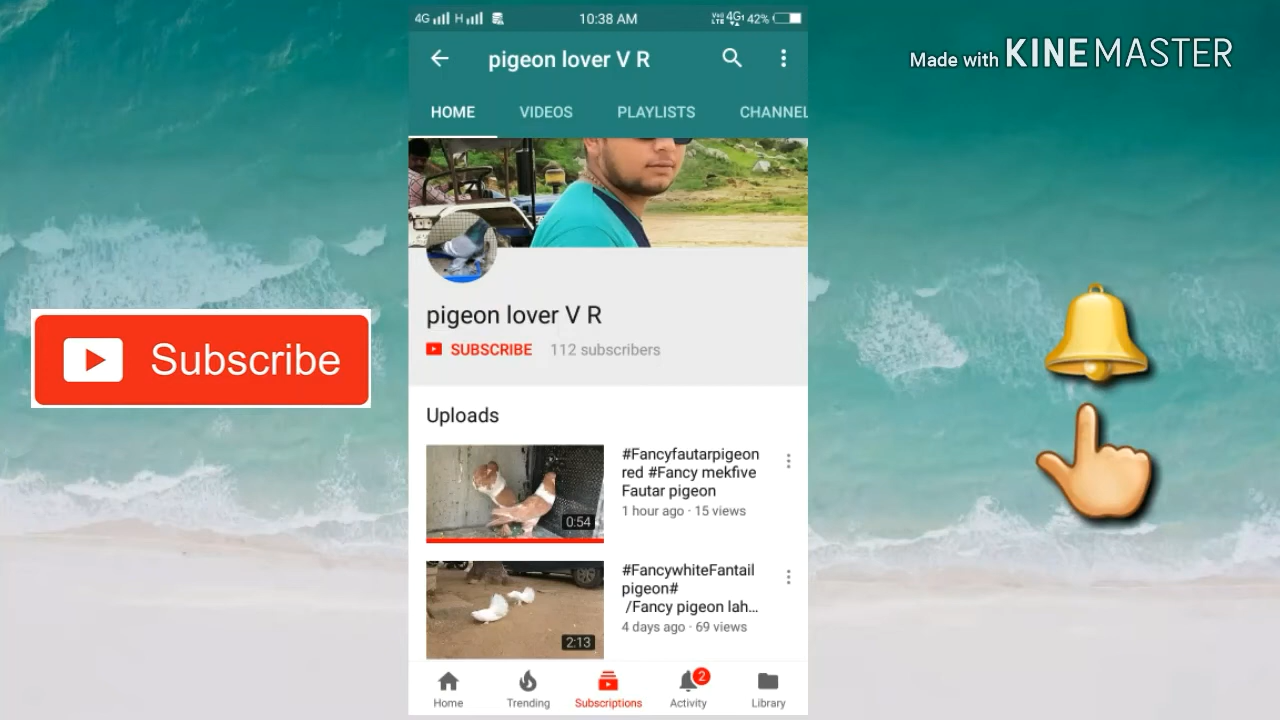 4G H 10:38 AM VoLTE 4G 42%
pigeon lover V R
HOME VIDEOS PLAYLISTS CHANNEL
pigeon lover V R
SUBSCRIBE 112 subscribers
Uploads
#Fancyfautarpigeon
red #Fancy mekfive
Fautar pigeon
1 hour ago · 15 views
0:54
#FancywhiteFantail
pigeon#
/Fancy pigeon lah...
4 days ago · 69 views
2:13
Home Trending Subscriptions Activity 2 Library
Subscribe
Made with KINEMASTER